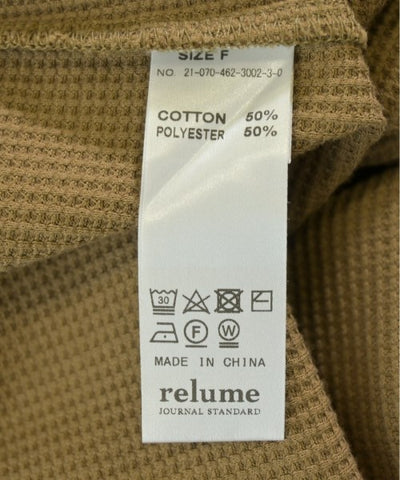 SIZE F
NO. 21-070-462-3002-3-0
COTTON 50%
POLYESTER 50%
30
F W
MADE IN CHINA
relume
JOURNAL STANDARD